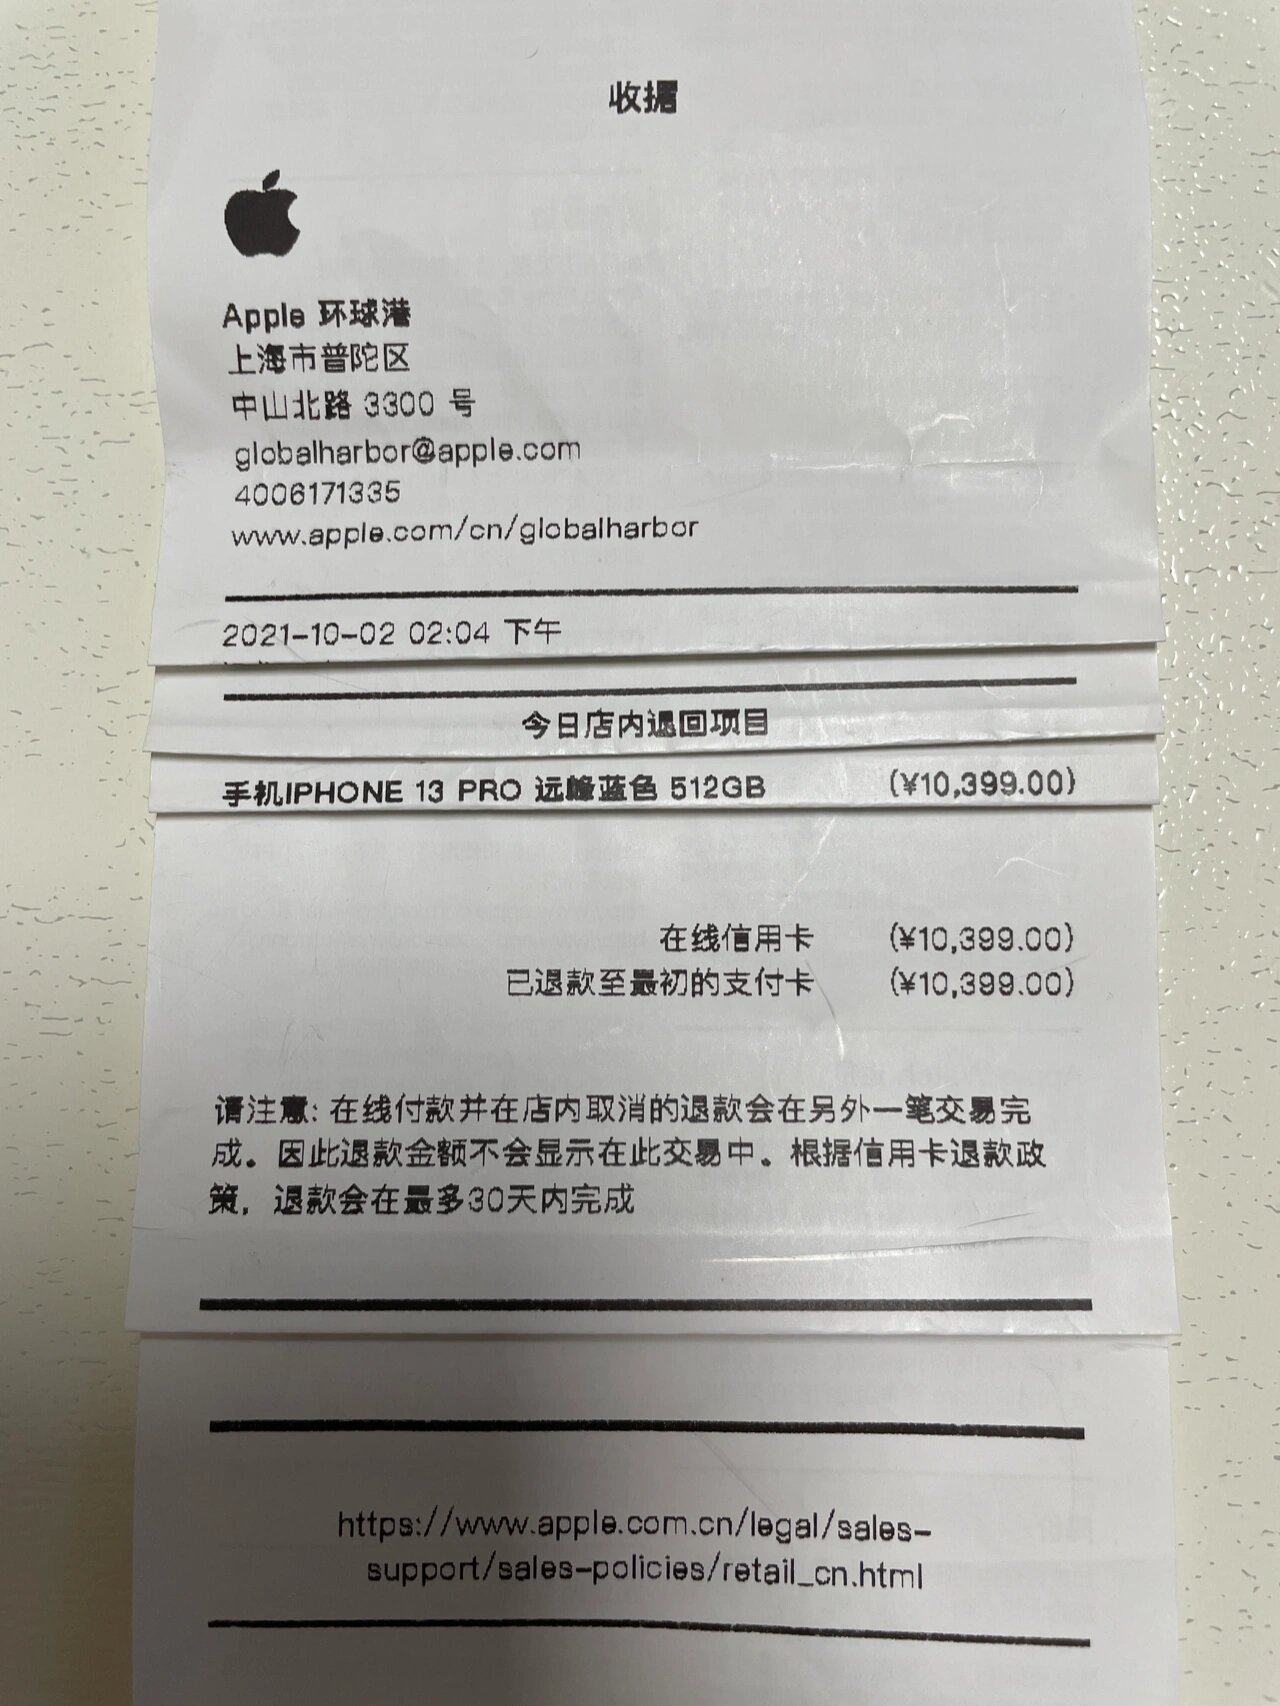 收据
Apple 环球港
上海市普陀区
中山北路 3300 号
globalharbor@apple.com
4006171335
www.apple.com/cn/globalharbor
2021-10-02 02:04 下午
今日店内退回项目
手机IPHONE 13 PRO 远峰蓝色 512GB (¥10,399.00)
在线信用卡 (¥10,399.00)
已退款至最初的支付卡 (¥10,399.00)
请注意: 在线付款并在店内取消的退款会在另外一笔交易完
成。因此退款金额不会显示在此交易中。根据信用卡退款政
策，退款会在最多30天内完成
https://www.apple.com.cn/legal/sales-
support/sales-policies/retail_cn.html